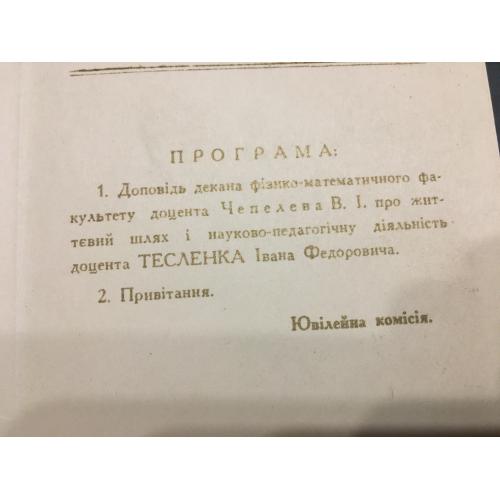 ПРОГРАМА:
1. Доповідь декана фізико-математичного фа-
культету доцента Чепелева В. І. про жит-
тєвий шлях і науково-педагогічну діяльність
доцента ТЕСЛЕНКА Івана Федоровича.
2. Привітання.
Ювілейна комісія.